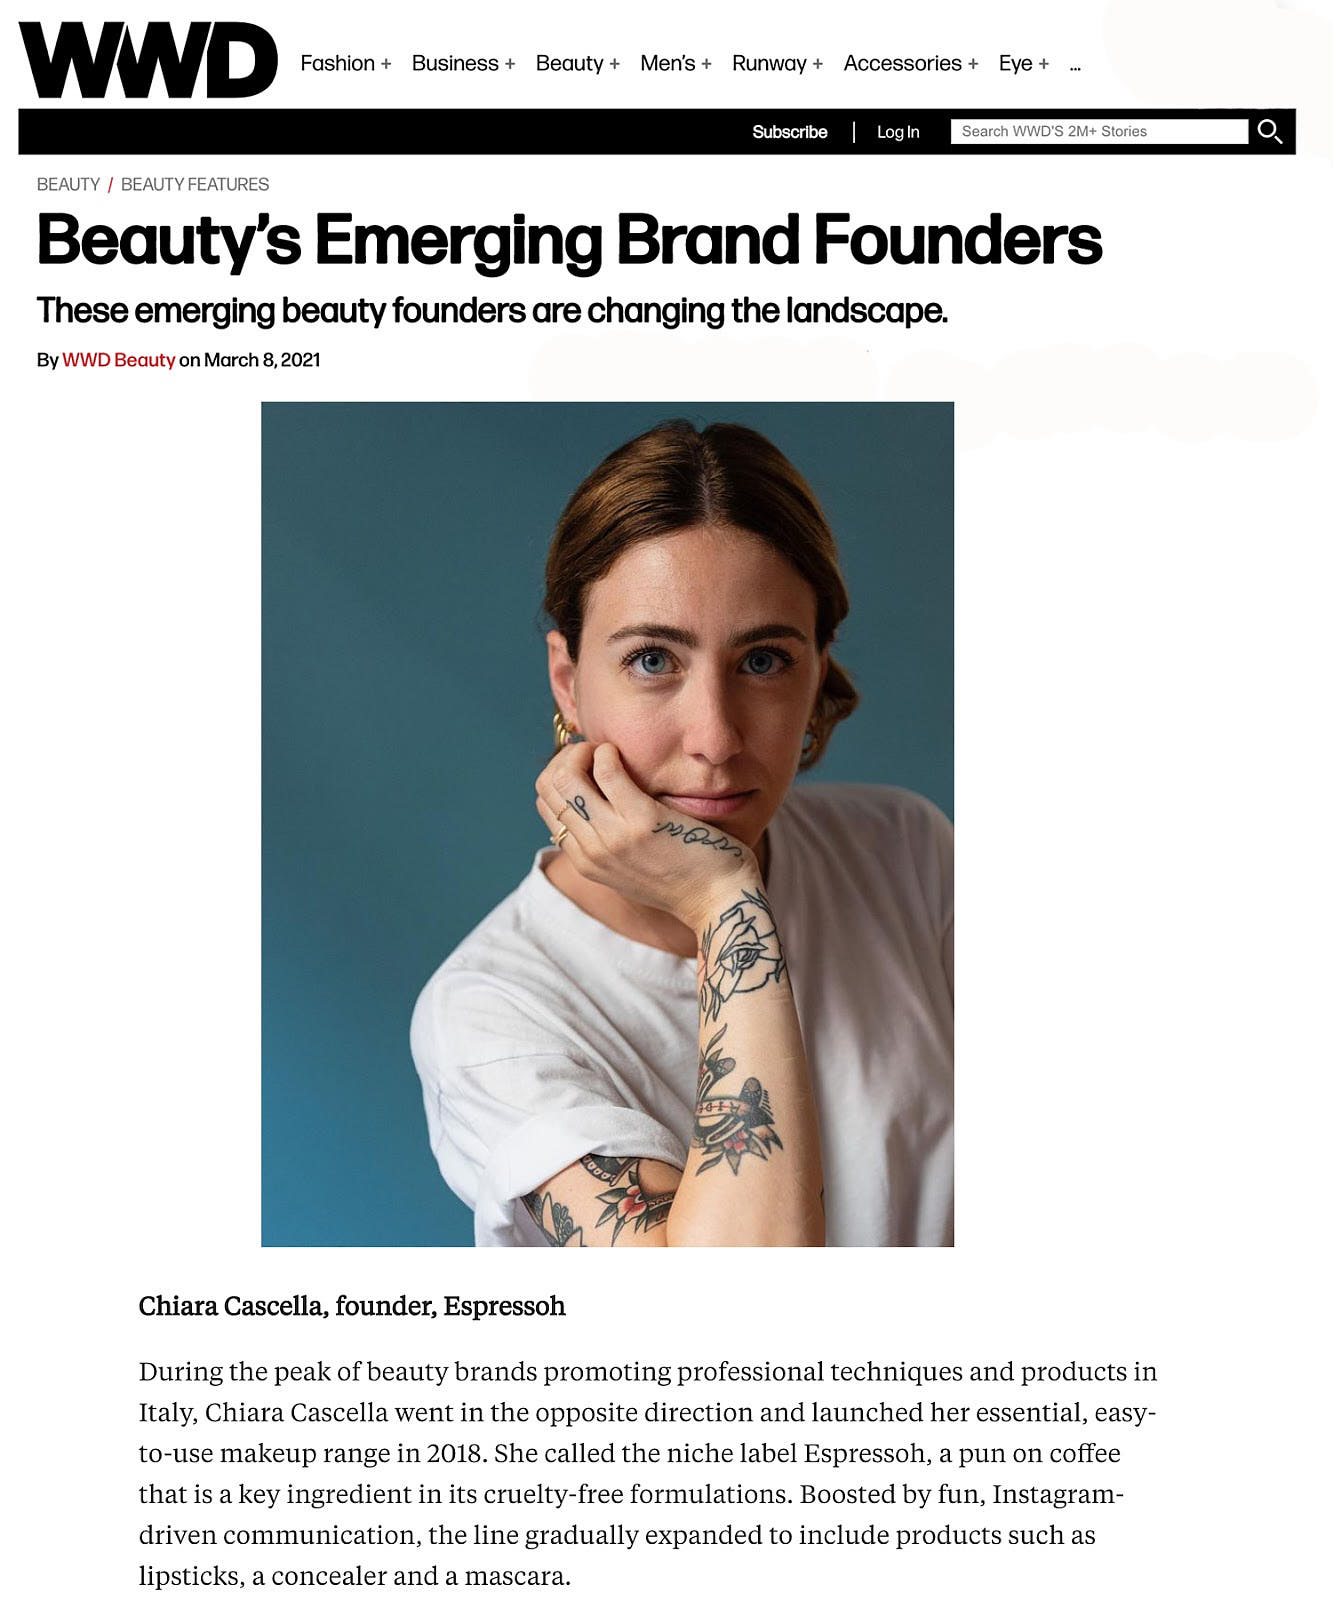 WWD
Fashion + Business + Beauty + Men's + Runway + Accessories + Eye + ...
Subscribe | Log In Search WWD'S 2M+ Stories
BEAUTY / BEAUTY FEATURES
Beauty's Emerging Brand Founders
These emerging beauty founders are changing the landscape.
By WWD Beauty on March 8, 2021
Chiara Cascella, founder, Espressoh
During the peak of beauty brands promoting professional techniques and products in
Italy, Chiara Cascella went in the opposite direction and launched her essential, easy-
to-use makeup range in 2018. She called the niche label Espressoh, a pun on coffee
that is a key ingredient in its cruelty-free formulations. Boosted by fun, Instagram-
driven communication, the line gradually expanded to include products such as
lipsticks, a concealer and a mascara.